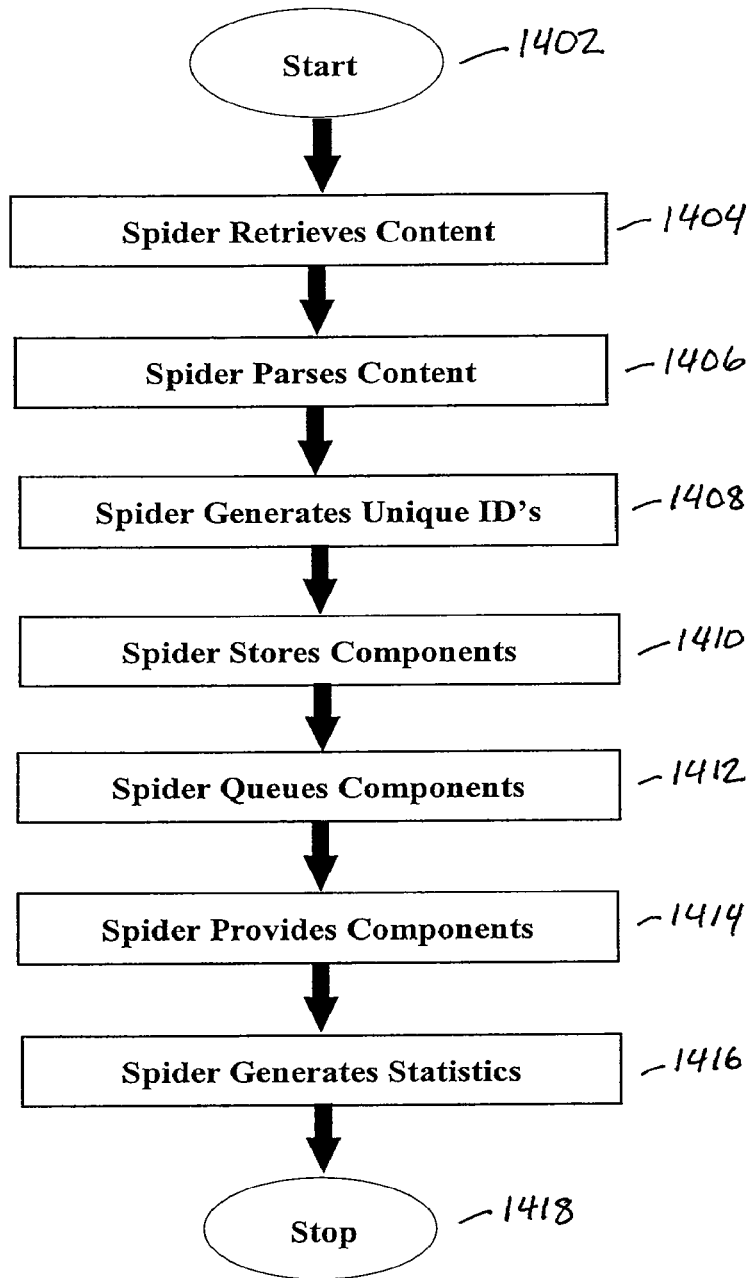 Start
1402
Spider Retrieves Content
1404
Spider Parses Content
1406
Spider Generates Unique ID's
1408
Spider Stores Components
1410
Spider Queues Components
1412
Spider Provides Components
1414
Spider Generates Statistics
1416
Stop
1418